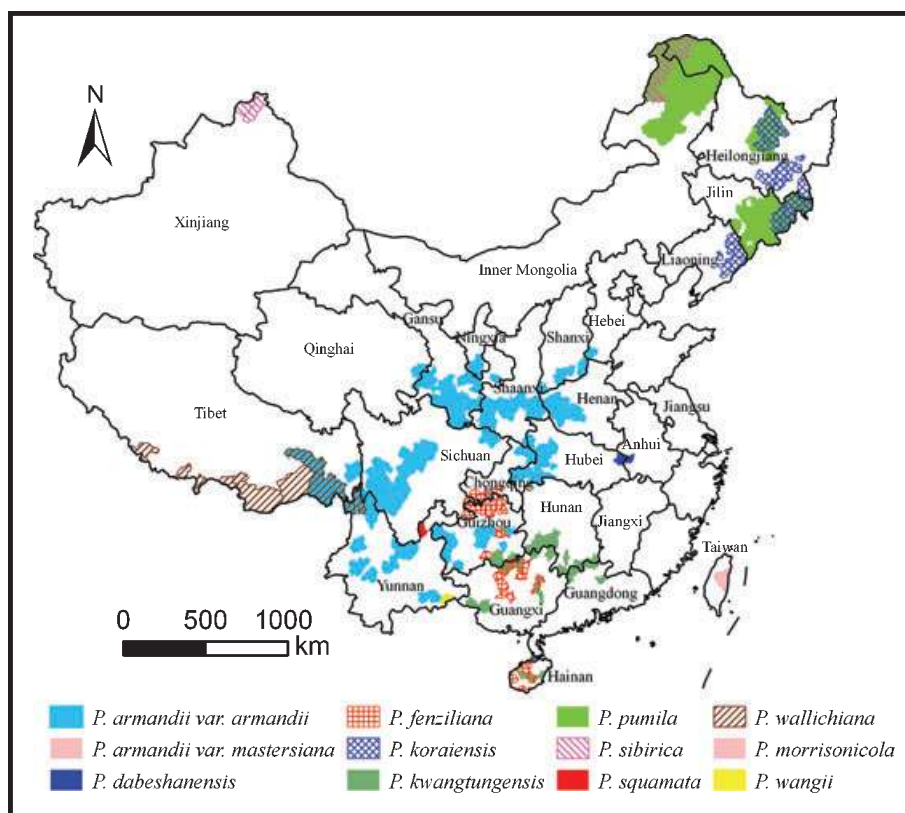 N
Heilongjiang
Jilin
Xinjiang
Liaoning
Inner Mongolia
Hebei
Gansu
Ningxia
Shanxi
Qinghai
Shaanxi
Henan
Jiangsu
Tibet
Anhui
Sichuan
Hubei
Chongqing
Hunan
Guizhou
Jiangxi
Taiwan
Yunnan
Guangxi
Guangdong
0 500 1000
km
Hainan
P. armandii var. armandii P. fenziliana P. pumila P. wallichiana
P. armandii var. mastersiana P. koraiensis P. sibirica P. morrisonicola
P. dabeshanensis P. kwangtungensis P. squamata P. wangii